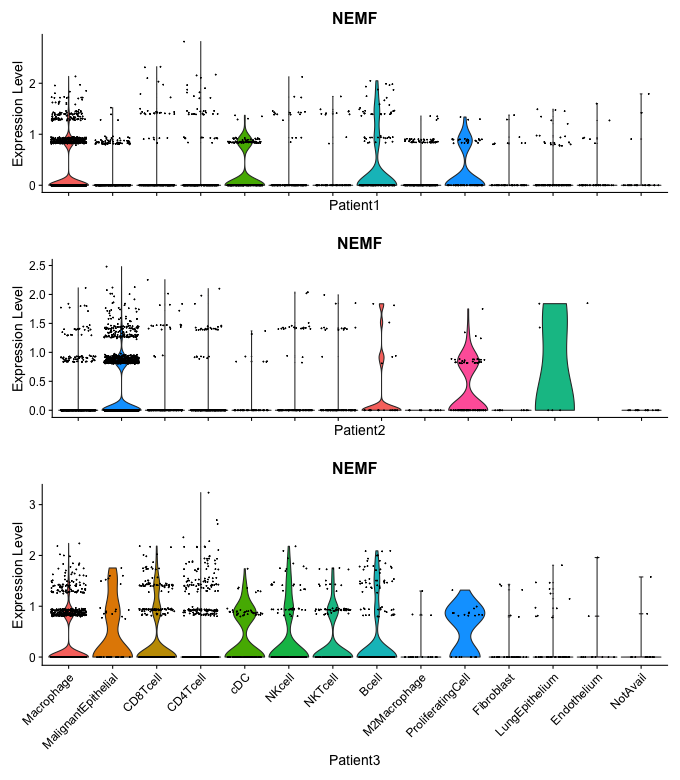 NEMF
Expression Level
2
1
0
Patient1
NEMF
Expression Level
2.5
2.0
1.5
1.0
0.5
0.0
Patient2
NEMF
Expression Level
3
2
1
0
Macrophage
MalignantEpithelial
CD8Tcell
CD4Tcell
cDC
NKcell
NKTcell
Bcell
M2Macrophage
ProliferatingCell
Fibroblast
LungEpithelium
Endothelium
NotAvail
Patient3